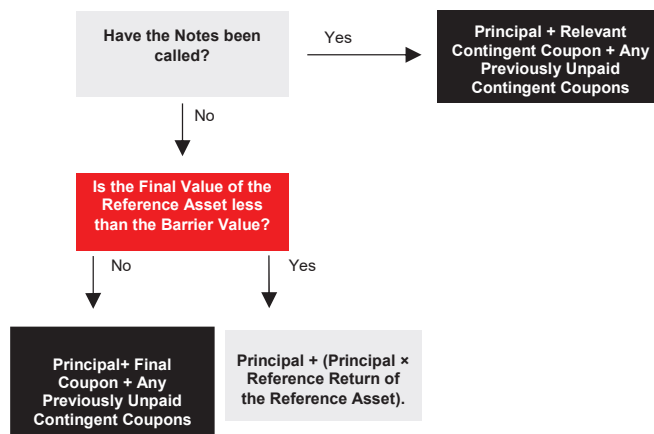 Have the Notes been
called?
Yes
Principal + Relevant
Contingent Coupon + Any
Previously Unpaid
Contingent Coupons
No
Is the Final Value of the
Reference Asset less
than the Barrier Value?
No
Yes
Principal+ Final
Coupon + Any
Previously Unpaid
Contingent Coupons
Principal + (Principal ×
Reference Return of
the Reference Asset).